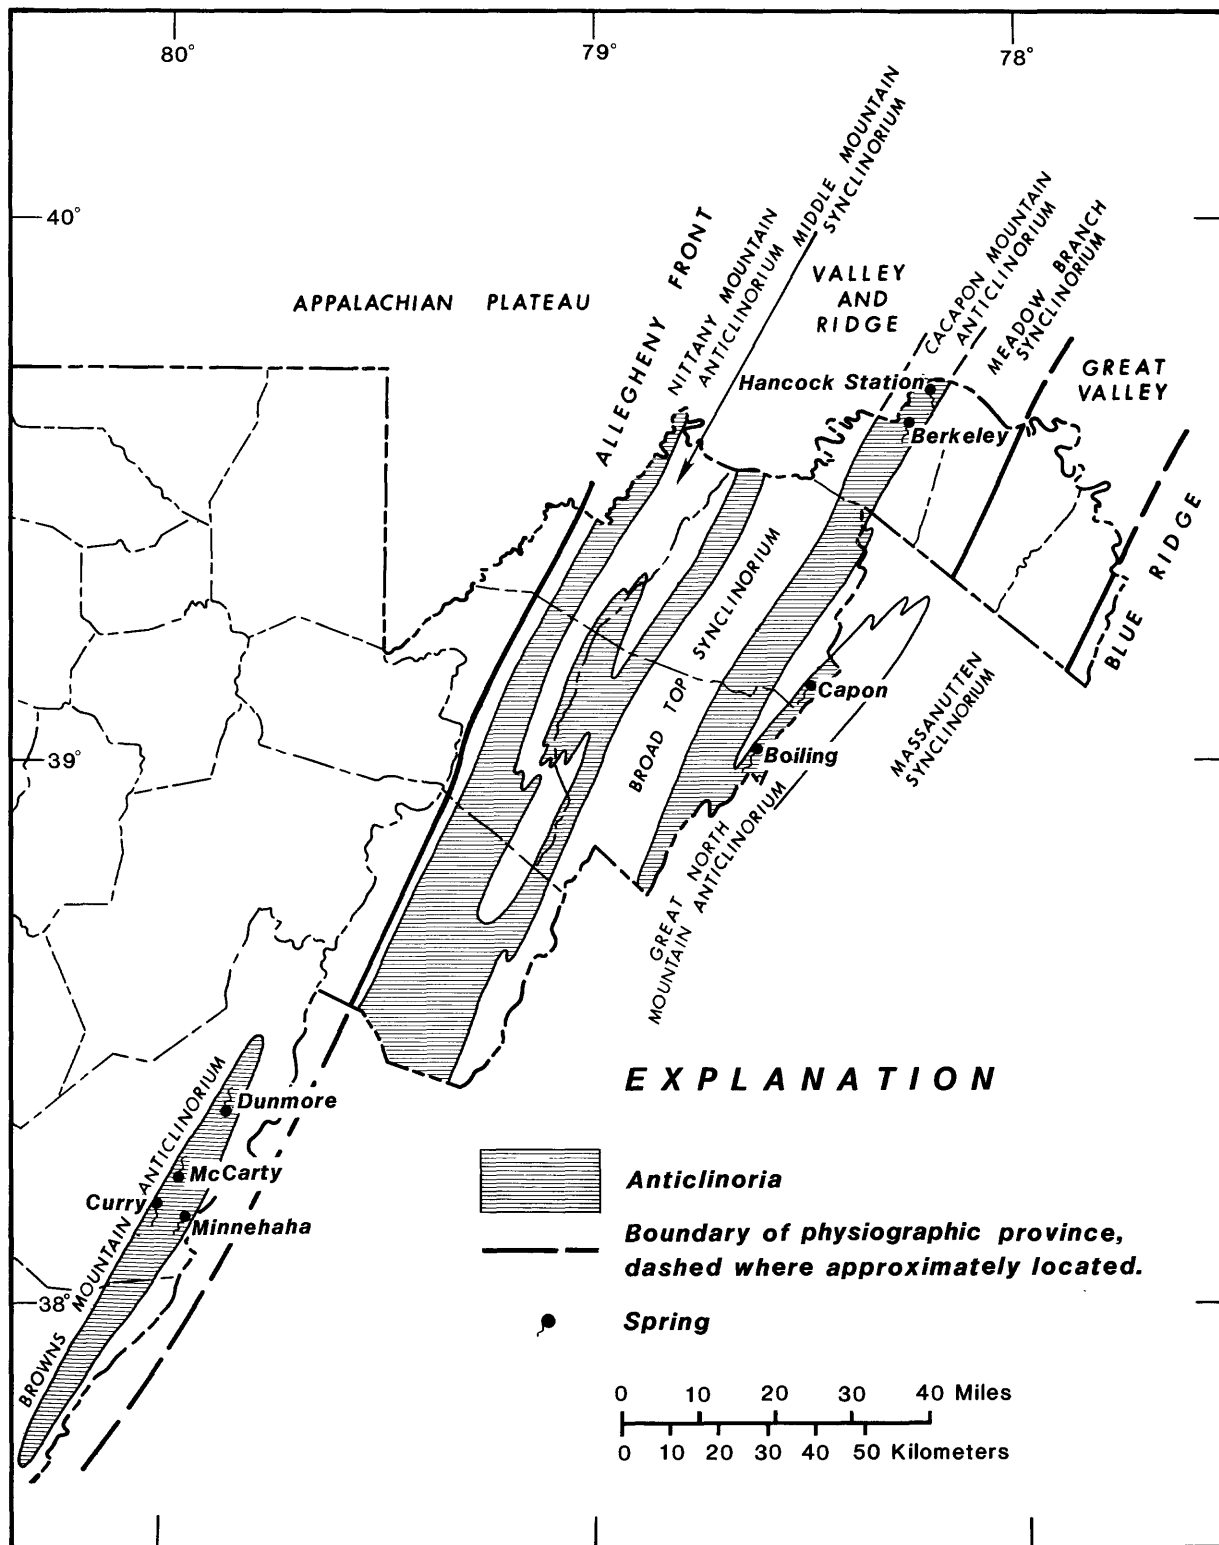 80°
79°
78°
40°
39°
38°
APPALACHIAN PLATEAU
ALLEGHENY FRONT
NITTANY MOUNTAIN
ANTICLINORIUM
MIDDLE MOUNTAIN
SYNCLINORIUM
VALLEY
AND
RIDGE
CACAPON MOUNTAIN
ANTICLINORIUM
MEADOW BRANCH
SYNCLINORIUM
GREAT
VALLEY
BLUE RIDGE
Hancock Station
Berkeley
BROAD TOP SYNCLINORIUM
Capon
Boiling
MASSANUTTEN
SYNCLINORIUM
GREAT NORTH
MOUNTAIN ANTICLINORIUM
BROWNS MOUNTAIN ANTICLINORIUM
Dunmore
McCarty
Curry
Minnehaha
EXPLANATION
Anticlinoria
Boundary of physiographic province,
dashed where approximately located.
Spring
0 10 20 30 40 Miles
0 10 20 30 40 50 Kilometers